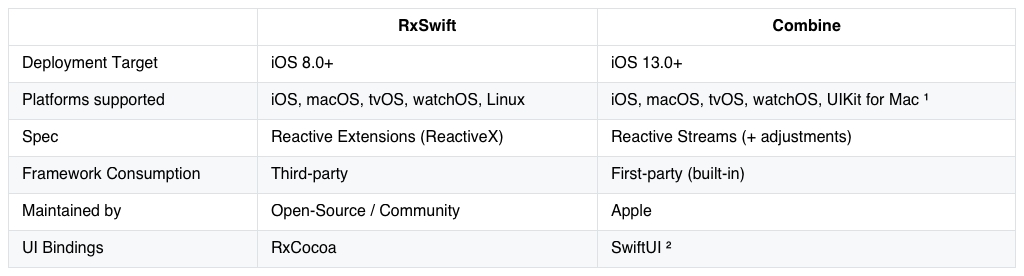 RxSwift Combine
Deployment Target iOS 8.0+ iOS 13.0+
Platforms supported iOS, macOS, tvOS, watchOS, Linux iOS, macOS, tvOS, watchOS, UIKit for Mac ¹
Spec Reactive Extensions (ReactiveX) Reactive Streams (+ adjustments)
Framework Consumption Third-party First-party (built-in)
Maintained by Open-Source / Community Apple
UI Bindings RxCocoa SwiftUI ²